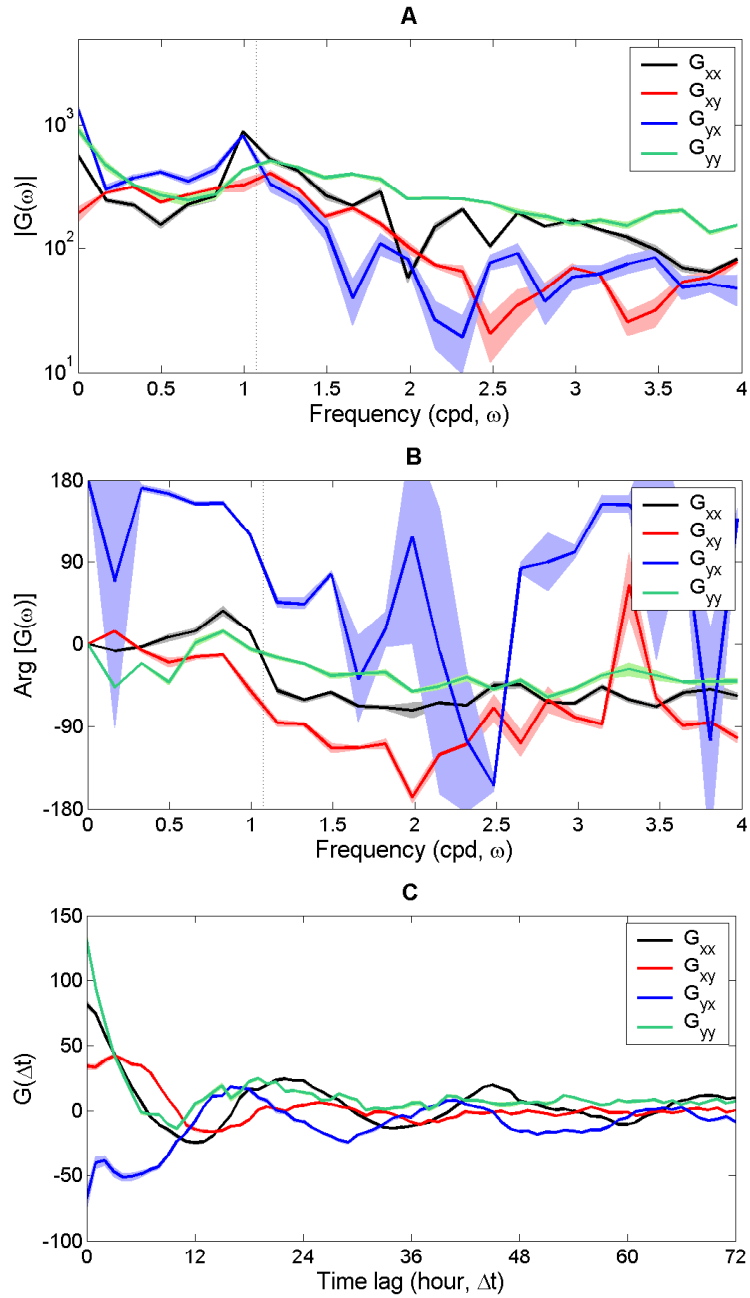 A
|G(ω)|
10^3
10^2
10^1
G_xx
G_xy
G_yx
G_yy
0 0.5 1 1.5 2 2.5 3 3.5 4
Frequency (cpd, ω)
B
Arg [G(ω)]
180
90
0
-90
-180
G_xx
G_xy
G_yx
G_yy
0 0.5 1 1.5 2 2.5 3 3.5 4
Frequency (cpd, ω)
C
G(Δt)
150
100
50
0
-50
-100
G_xx
G_xy
G_yx
G_yy
0 12 24 36 48 60 72
Time lag (hour, Δt)